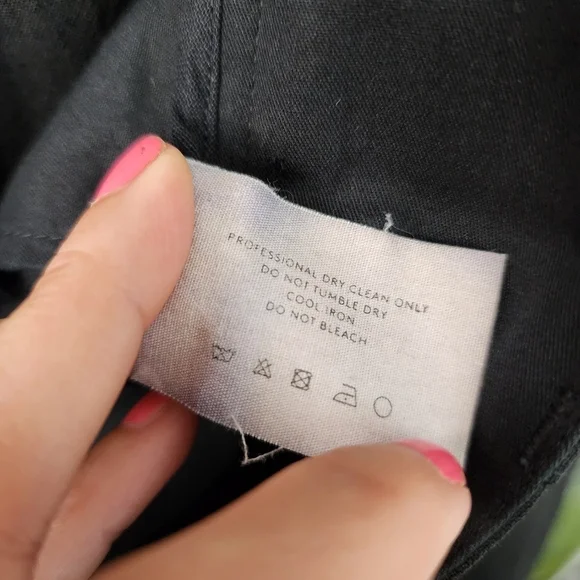 PROFESSIONAL DRY CLEAN ONLY
DO NOT TUMBLE DRY
COOL IRON
DO NOT BLEACH